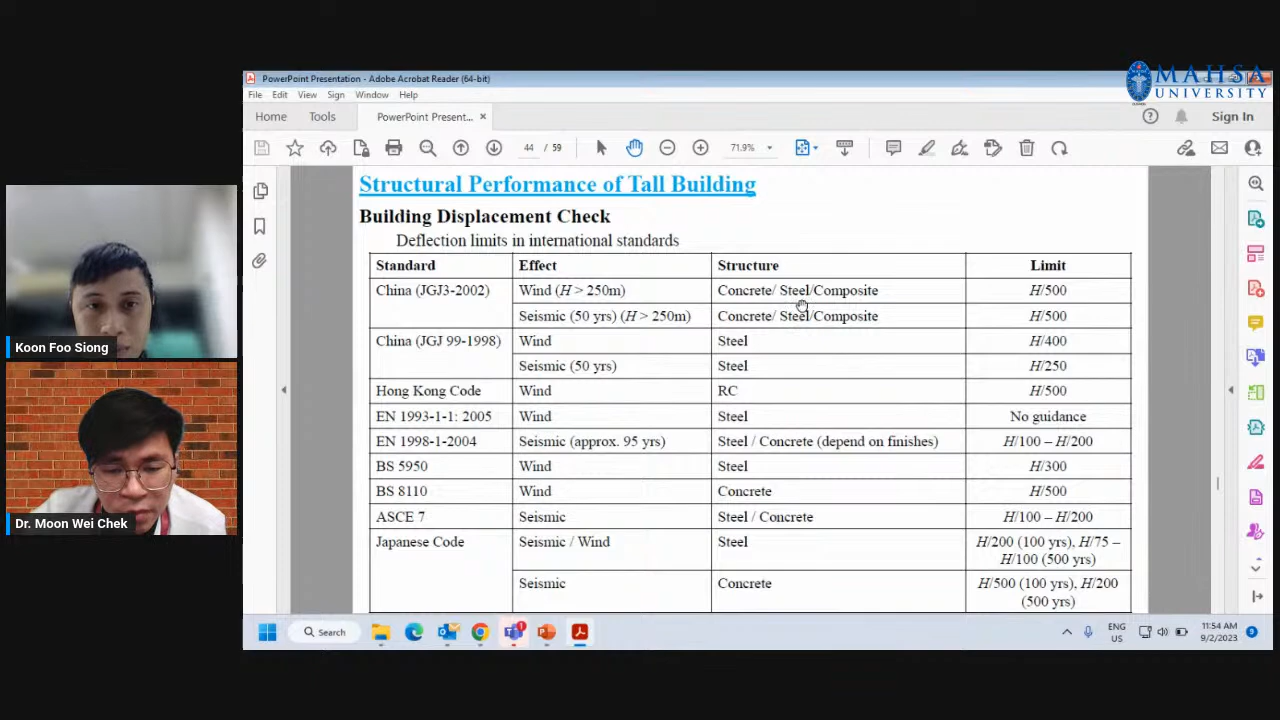 PowerPoint Presentation - Adobe Acrobat Reader (64-bit)
MAHSA
UNIVERSITY
File Edit View Sign Window Help
Home Tools PowerPoint Present... × Sign In
44 / 59 71.9%
Structural Performance of Tall Building
Building Displacement Check
Deflection limits in international standards
Standard Effect Structure Limit
China (JGJ3-2002) Wind (H > 250m) Concrete/ Steel/Composite H/500
Seismic (50 yrs) (H > 250m) Concrete/ Steel/Composite H/500
China (JGJ 99-1998) Wind Steel H/400
Seismic (50 yrs) Steel H/250
Hong Kong Code Wind RC H/500
EN 1993-1-1: 2005 Wind Steel No guidance
EN 1998-1-2004 Seismic (approx. 95 yrs) Steel / Concrete (depend on finishes) H/100 – H/200
BS 5950 Wind Steel H/300
BS 8110 Wind Concrete H/500
ASCE 7 Seismic Steel / Concrete H/100 – H/200
Japanese Code Seismic / Wind Steel H/200 (100 yrs), H/75 –
H/100 (500 yrs)
Seismic Concrete H/500 (100 yrs), H/200
(500 yrs)
Koon Foo Siong
Dr. Moon Wei Chek
Search
1
ENG
US
11:54 AM
9/2/2023